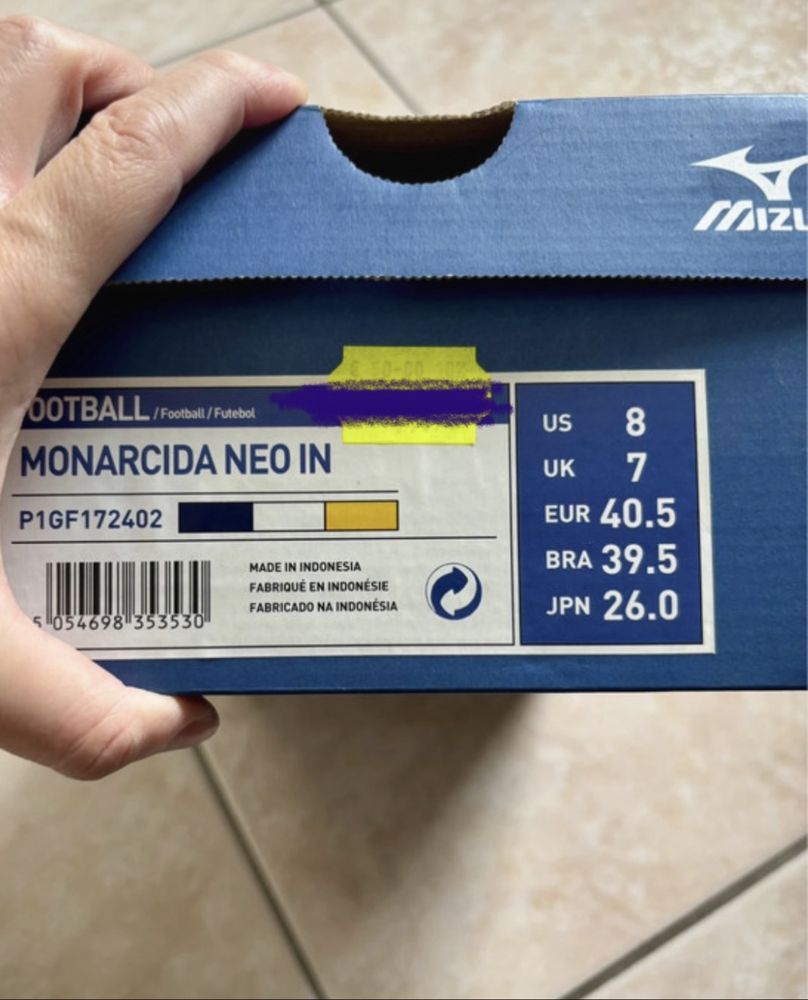 MIZU
OOTBALL / Football / Futebol
MONARCIDA NEO IN
P1GF172402
MADE IN INDONESIA
FABRIQUÉ EN INDONÉSIE
FABRICADO NA INDONÉSIA
5 054698 353530
US 8
UK 7
EUR 40.5
BRA 39.5
JPN 26.0